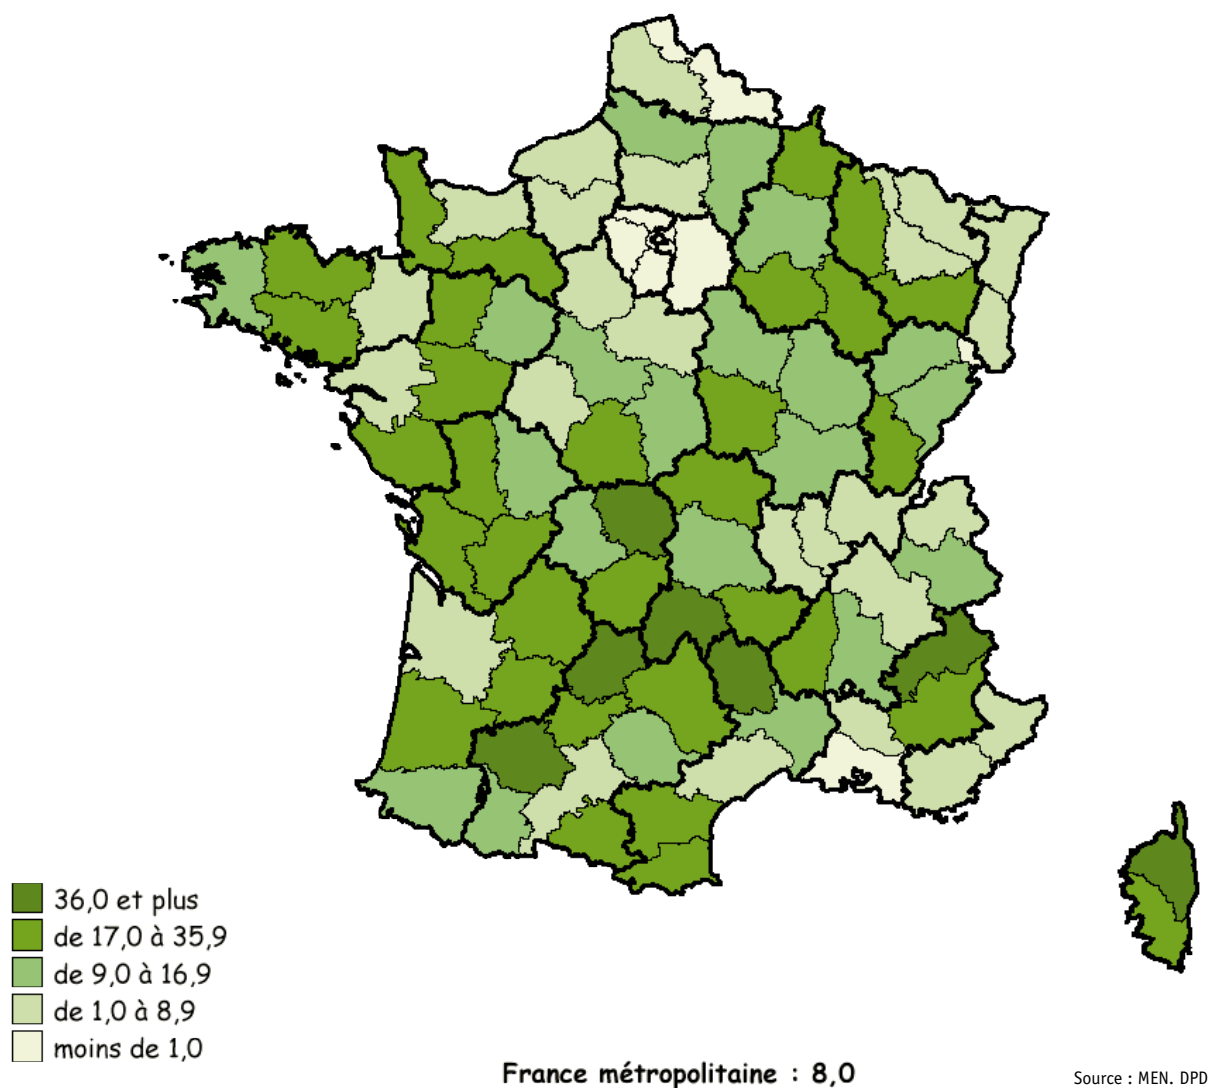 36,0 et plus
de 17,0 à 35,9
de 9,0 à 16,9
de 1,0 à 8,9
moins de 1,0
France métropolitaine : 8,0
Source : MEN. DPD